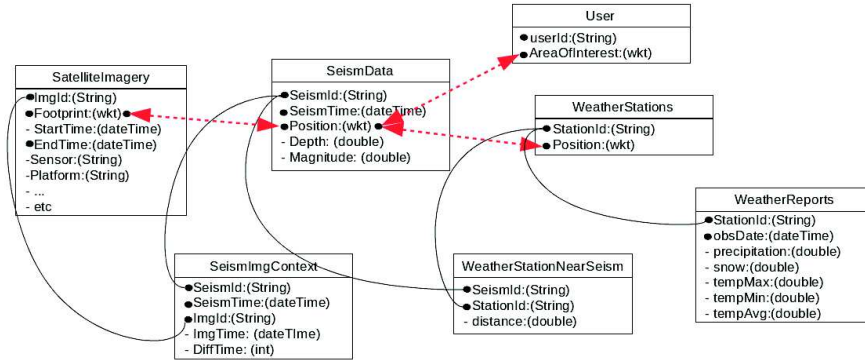 User
● userId:(String)
● AreaOfInterest:(wkt)
SatelliteImagery
● ImgId:(String)
● Footprint:(wkt) ●
- StartTime:(dateTime)
● EndTime:(dateTime)
-Sensor:(String)
-Platform:(String)
- ...
- etc
SeismData
● SeismId:(String)
● SeismTime:(dateTime)
● Position:(wkt) ●
- Depth: (double)
- Magnitude: (double)
WeatherStations
● StationId:(String)
● Position:(wkt)
WeatherReports
● StationId:(String)
● obsDate:(dateTime)
- precipitation:(double)
- snow:(double)
- tempMax:(double)
- tempMin:(double)
- tempAvg:(double)
SeismImgContext
● SeismId:(String)
● SeismTime:(dateTime)
● ImgId:(String)
- ImgTime: (dateTIme)
- DiffTime: (int)
WeatherStationNearSeism
● SeismId:(String)
● StationId:(String)
- distance:(double)